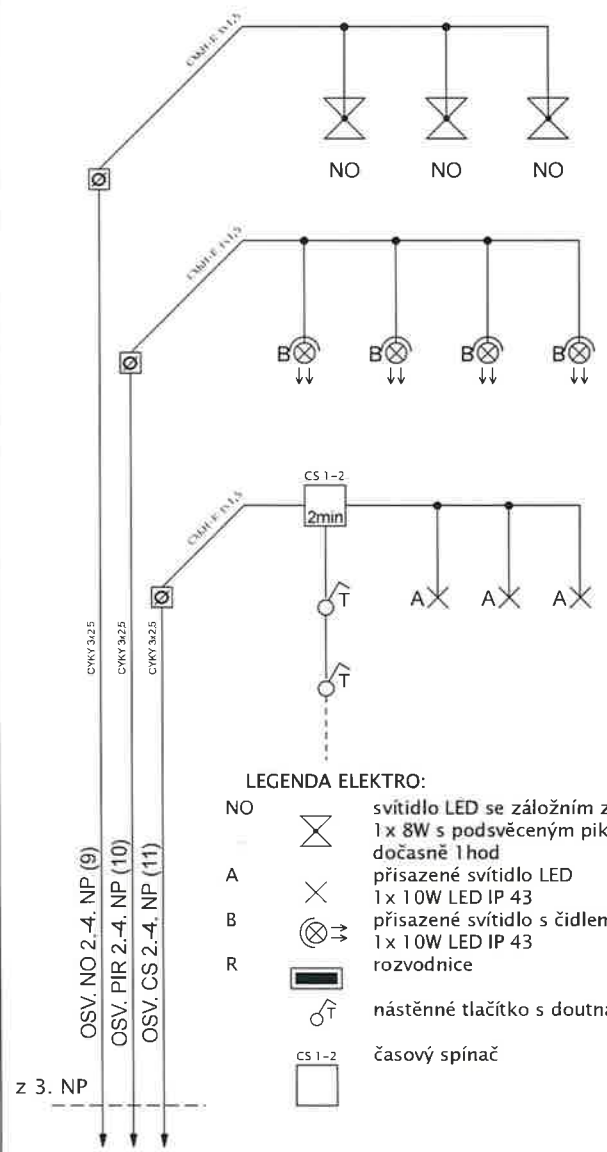 NO NO NO
B B B B
CS 1-2
2min
T
A A A
T
CYKY 3x2,5
CYKY 3x2,5
CYKY 3x2,5
OSV. NO 2.-4. NP (9)
OSV. PIR 2.-4. NP (10)
OSV. CS 2.-4. NP (11)
z 3. NP
LEGENDA ELEKTRO:
NO svítidlo LED se záložním z
1x 8W s podsvěceným pik
dočasně 1hod
A přisazené svítidlo LED
1x 10W LED IP 43
B přisazené svítidlo s čidlem
1x 10W LED IP 43
R rozvodnice
T nástěnné tlačítko s doutna
CS 1-2 časový spínač